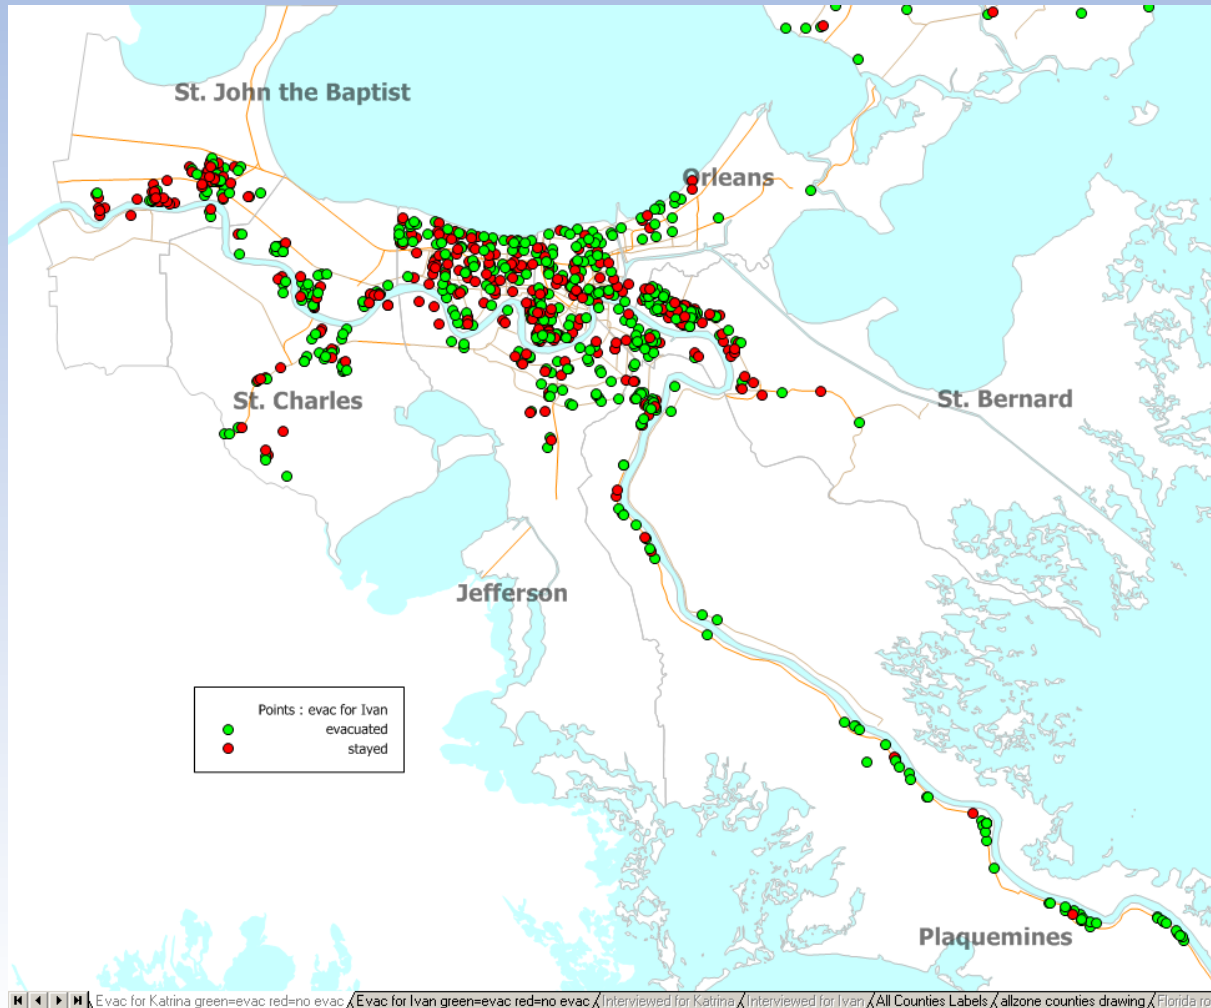 St. John the Baptist
Orleans
St. Charles
St. Bernard
Jefferson
Points : evac for Ivan
evacuated
stayed
Plaquemines
Evac for Katrina green=evac red=no evac / Evac for Ivan green=evac red=no evac / Interviewed for Katrina / Interviewed for Ivan / All Counties Labels / allzone counties drawing / Florida ro